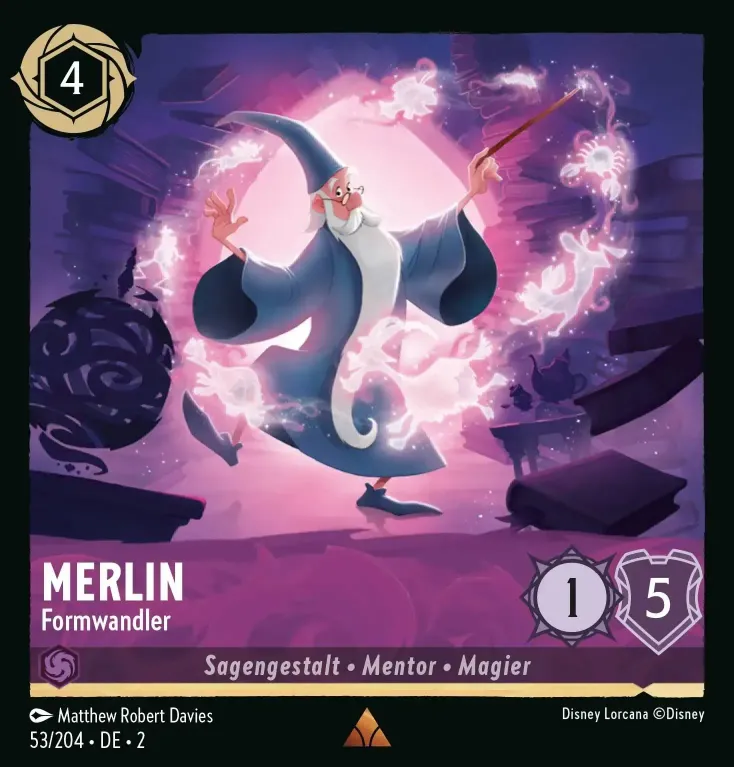 4
MERLIN
Formwandler
1
5
Sagengestalt • Mentor • Magier
Matthew Robert Davies
Disney Lorcana ©Disney
53/204 • DE • 2